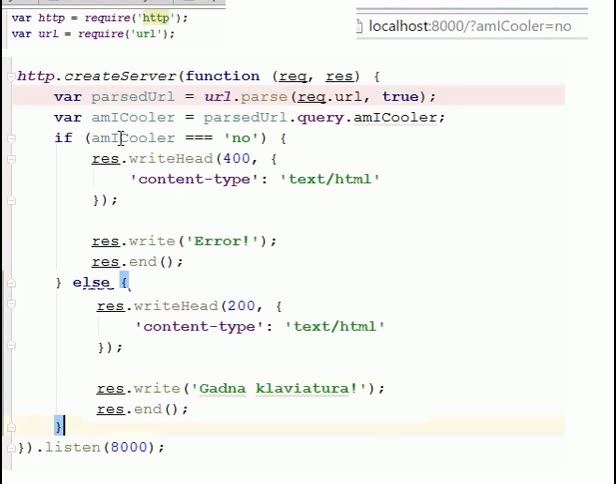 var http = require('http');
var url = require('url');
localhost:8000/?amICooler=no
http.createServer(function (req, res) {
    var parsedUrl = url.parse(req.url, true);
    var amICooler = parsedUrl.query.amICooler;
    if (amICooler === 'no') {
        res.writeHead(400, {
            'content-type': 'text/html'
        });

        res.write('Error!');
        res.end();
    } else {
        res.writeHead(200, {
            'content-type': 'text/html'
        });

        res.write('Gadna klaviatura!');
        res.end();
    }
}).listen(8000);